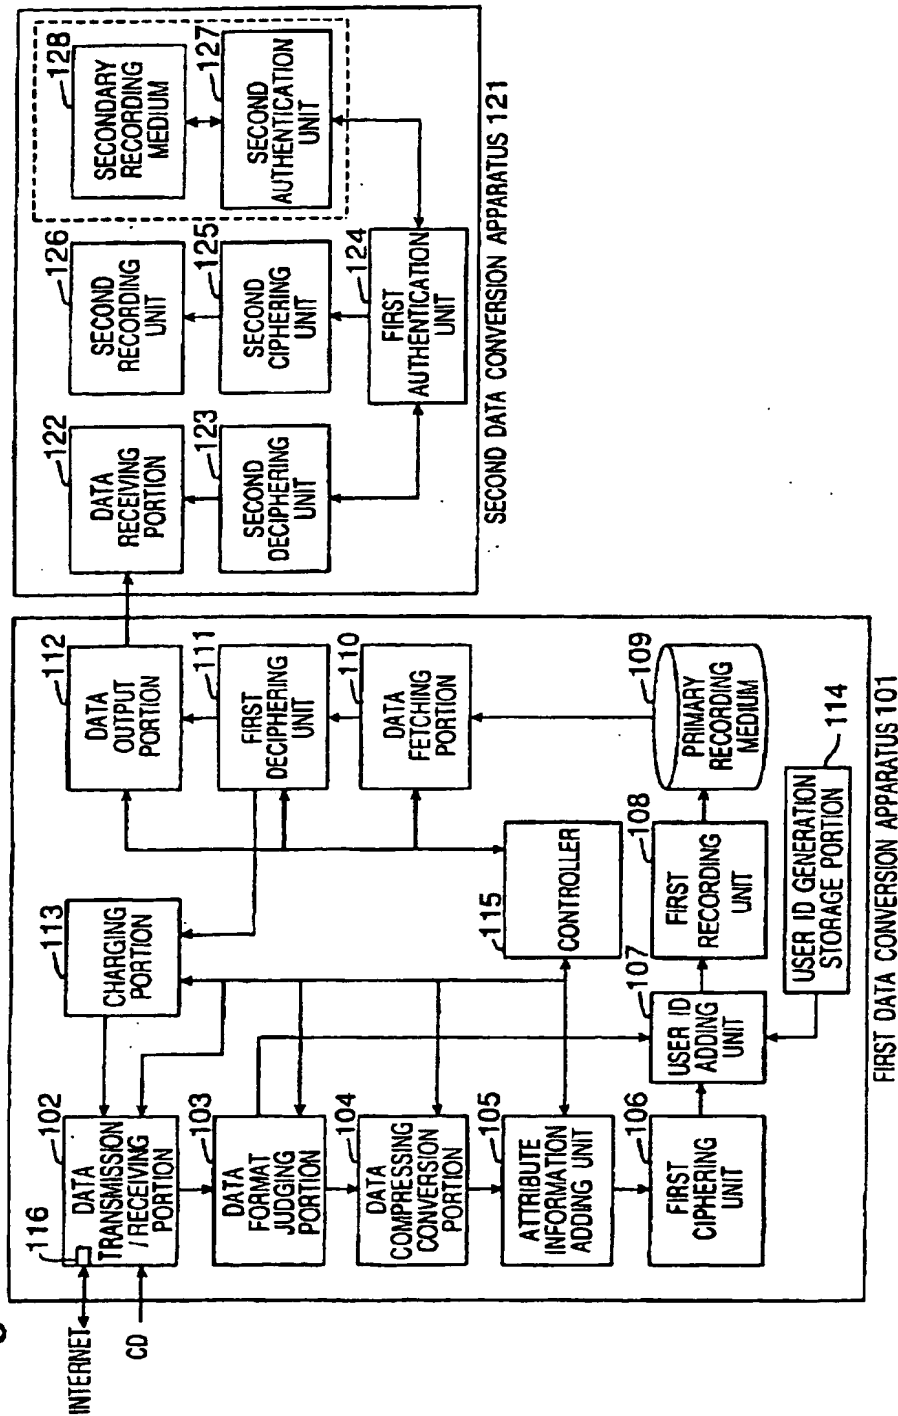 INTERNET
CD
116
102
DATA
TRANSMISSION
/ RECEIVING
PORTION
103
DATA
FORMAT
JUDGING
PORTION
104
DATA
COMPRESSING
CONVERSION
PORTION
105
ATTRIBUTE
INFORMATION
ADDING UNIT
106
FIRST
CIPHERING
UNIT
113
CHARGING
PORTION
115
CONTROLLER
107
USER ID
ADDING
UNIT
108
FIRST
RECORDING
UNIT
109
PRIMARY
RECORDING
MEDIUM
USER ID GENERATION
STORAGE PORTION
114
112
DATA
OUTPUT
PORTION
111
FIRST
DECIPHERING
UNIT
110
DATA
FETCHING
PORTION
FIRST DATA CONVERSION APPARATUS 101
122
DATA
RECEIVING
PORTION
123
SECOND
DECIPHERING
UNIT
126
SECOND
RECORDING
UNIT
125
SECOND
CIPHERING
UNIT
124
FIRST
AUTHENTICATION
UNIT
128
SECONDARY
RECORDING
MEDIUM
127
SECOND
AUTHENTICATION
UNIT
SECOND DATA CONVERSION APPARATUS 121